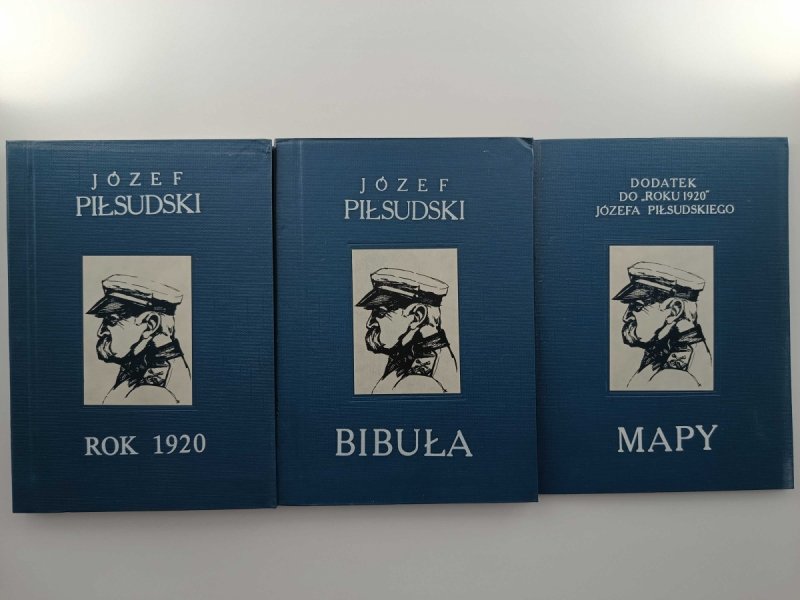 JÓZEF
PIŁSUDSKI
ROK 1920
JÓZEF
PIŁSUDSKI
BIBUŁA
DODATEK
DO „ROKU 1920"
JÓZEFA PIŁSUDSKIEGO
MAPY